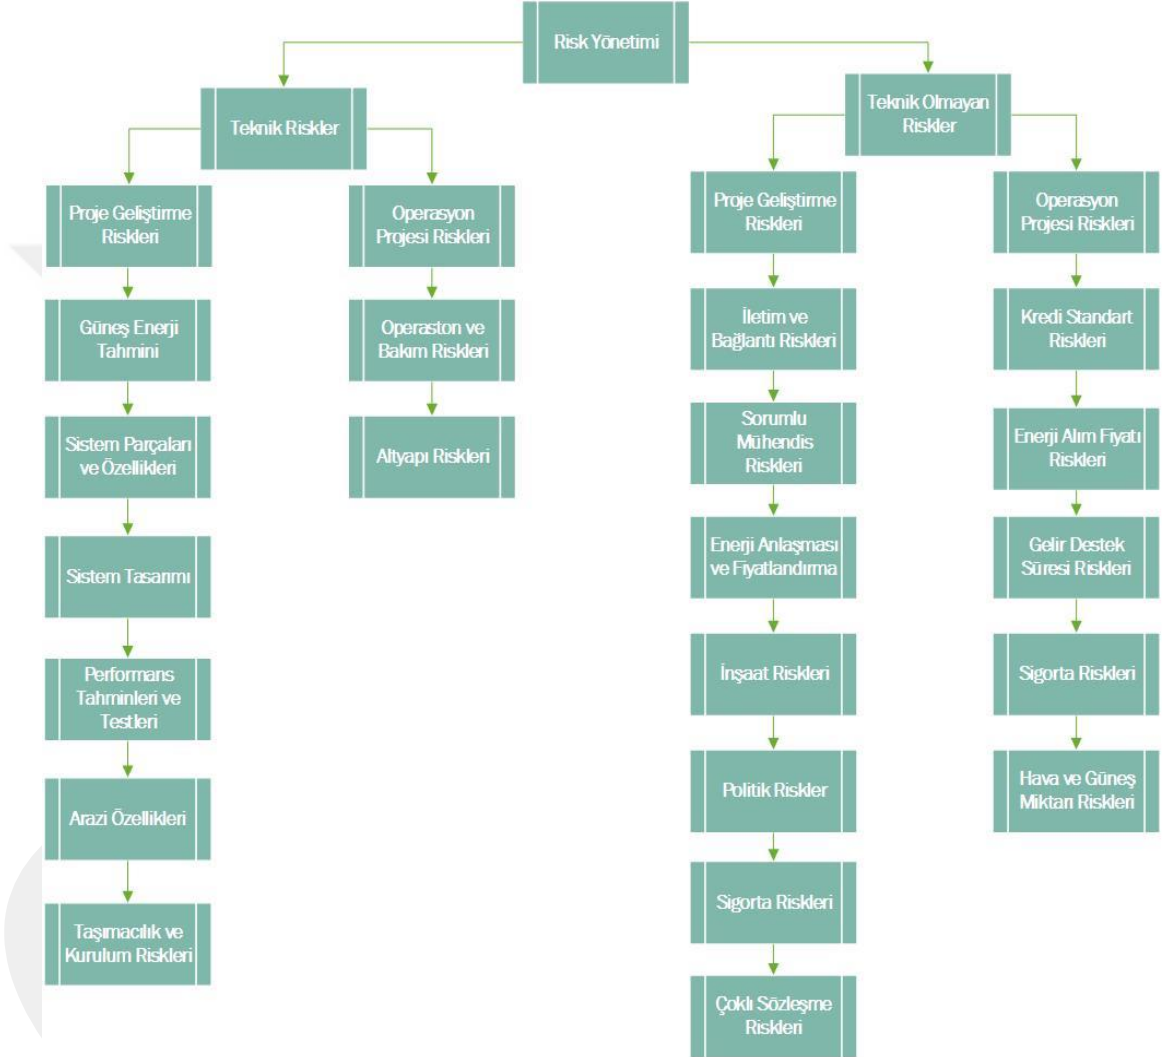 Risk Yönetimi
Teknik Riskler
Teknik Olmayan
Riskler
Proje Geliştirme
Riskleri
Güneş Enerji
Tahmini
Sistem Parçaları
ve Özellikleri
Sistem Tasarımı
Performans
Tahminleri ve
Testleri
Arazi Özellikleri
Taşımacılık ve
Kurulum Riskleri
Operasyon
Projesi Riskleri
Operaston ve
Bakım Riskleri
Altyapı Riskleri
Proje Geliştirme
Riskleri
İletim ve
Bağlantı Riskleri
Sorumlu
Mühendis
Riskleri
Enerji Anlaşması
ve Fiyatlandırma
İnşaat Riskleri
Politik Riskler
Sigorta Riskleri
Çoklı Sözleşme
Riskleri
Operasyon
Projesi Riskleri
Kredi Standart
Riskleri
Enerji Alım Fiyatı
Riskleri
Gelir Destek
Süresi Riskleri
Sigorta Riskleri
Hava ve Güneş
Miktarı Riskleri